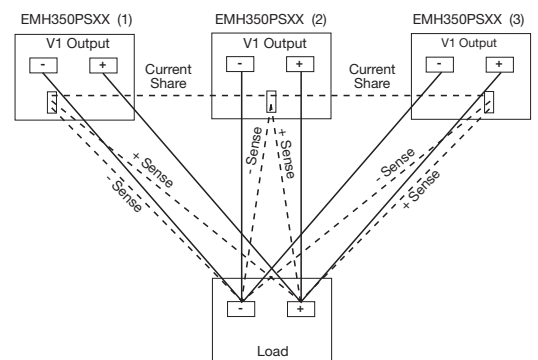 EMH350PSXX (1)
EMH350PSXX (2)
EMH350PSXX (3)
V1 Output
V1 Output
V1 Output
- +
- +
- +
Current
Share
Current
Share
+ Sense
- Sense
- Sense
+ Sense
- Sense
+ Sense
- +
Load